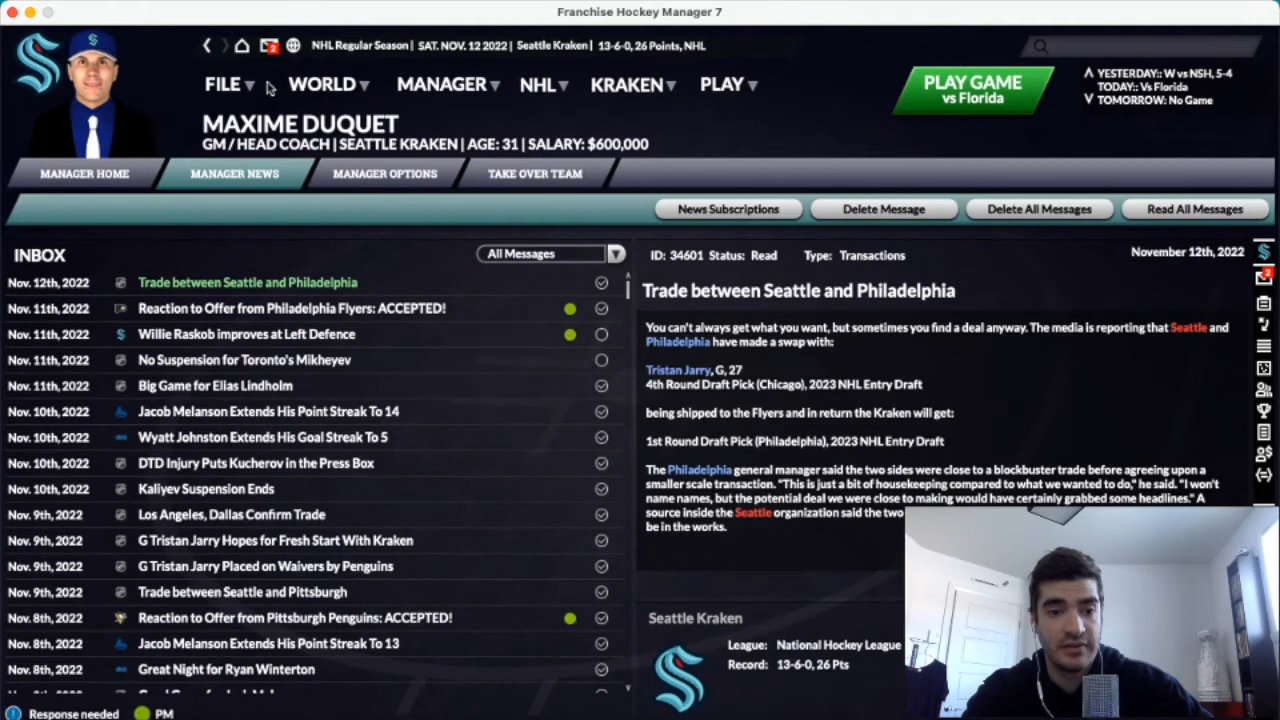 Franchise Hockey Manager 7
2 NHL Regular Season | SAT. NOV. 12 2022 | Seattle Kraken | 13-6-0, 26 Points, NHL
FILE WORLD MANAGER NHL KRAKEN PLAY
PLAY GAME
vs Florida
YESTERDAY:: W vs NSH, 5-4
TODAY:: Vs Florida
TOMORROW: No Game
MAXIME DUQUET
GM / HEAD COACH | SEATTLE KRAKEN | AGE: 31 | SALARY: $600,000
MANAGER HOME MANAGER NEWS MANAGER OPTIONS TAKE OVER TEAM
News Subscriptions Delete Message Delete All Messages Read All Messages
INBOX All Messages
Nov. 12th, 2022 Trade between Seattle and Philadelphia
Nov. 11th, 2022 Reaction to Offer from Philadelphia Flyers: ACCEPTED!
Nov. 11th, 2022 Willie Raskob improves at Left Defence
Nov. 11th, 2022 No Suspension for Toronto's Mikheyev
Nov. 11th, 2022 Big Game for Elias Lindholm
Nov. 10th, 2022 Jacob Melanson Extends His Point Streak To 14
Nov. 10th, 2022 Wyatt Johnston Extends His Goal Streak To 5
Nov. 10th, 2022 DTD Injury Puts Kucherov in the Press Box
Nov. 10th, 2022 Kaliyev Suspension Ends
Nov. 9th, 2022 Los Angeles, Dallas Confirm Trade
Nov. 9th, 2022 G Tristan Jarry Hopes for Fresh Start With Kraken
Nov. 9th, 2022 G Tristan Jarry Placed on Waivers by Penguins
Nov. 9th, 2022 Trade between Seattle and Pittsburgh
Nov. 8th, 2022 Reaction to Offer from Pittsburgh Penguins: ACCEPTED!
Nov. 8th, 2022 Jacob Melanson Extends His Point Streak To 13
Nov. 8th, 2022 Great Night for Ryan Winterton
Response needed PM
ID: 34601 Status: Read Type: Transactions November 12th, 2022
2
Trade between Seattle and Philadelphia
You can't always get what you want, but sometimes you find a deal anyway. The media is reporting that Seattle and
Philadelphia have made a swap with:
Tristan Jarry, G, 27
4th Round Draft Pick (Chicago), 2023 NHL Entry Draft
being shipped to the Flyers and in return the Kraken will get:
1st Round Draft Pick (Philadelphia), 2023 NHL Entry Draft
The Philadelphia general manager said the two sides were close to a blockbuster trade before agreeing upon a
smaller scale transaction. "This is just a bit of housekeeping compared to what we wanted to do," he said. "I won't
name names, but the potential deal we were close to making would have certainly grabbed some headlines." A
source inside the Seattle organization said the two
be in the works.
Seattle Kraken
League: National Hockey League
Record: 13-6-0, 26 Pts